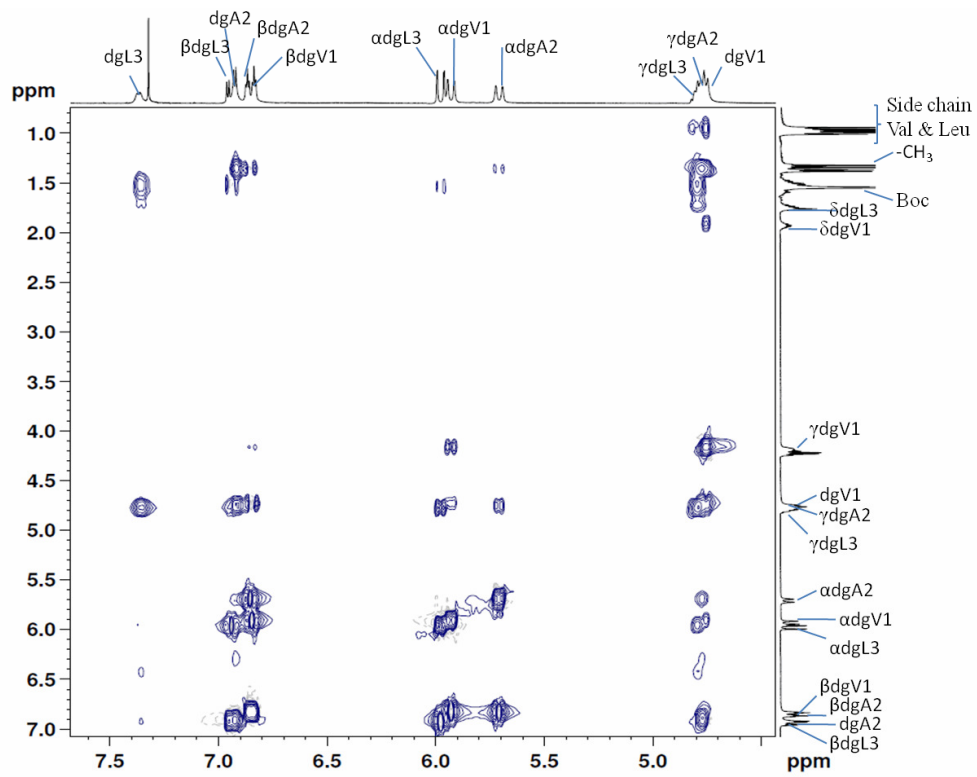 dgL3
βdgL3
dgA2
βdgA2
βdgV1
αdgL3
αdgV1
αdgA2
γdgL3
γdgA2
dgV1
ppm
1.0
1.5
2.0
2.5
3.0
3.5
4.0
4.5
5.0
5.5
6.0
6.5
7.0
Side chain
Val & Leu
-CH3
Boc
δdgL3
δdgV1
γdgV1
dgV1
γdgA2
γdgL3
αdgA2
αdgV1
αdgL3
βdgV1
βdgA2
dgA2
βdgL3
7.5 7.0 6.5 6.0 5.5 5.0 ppm